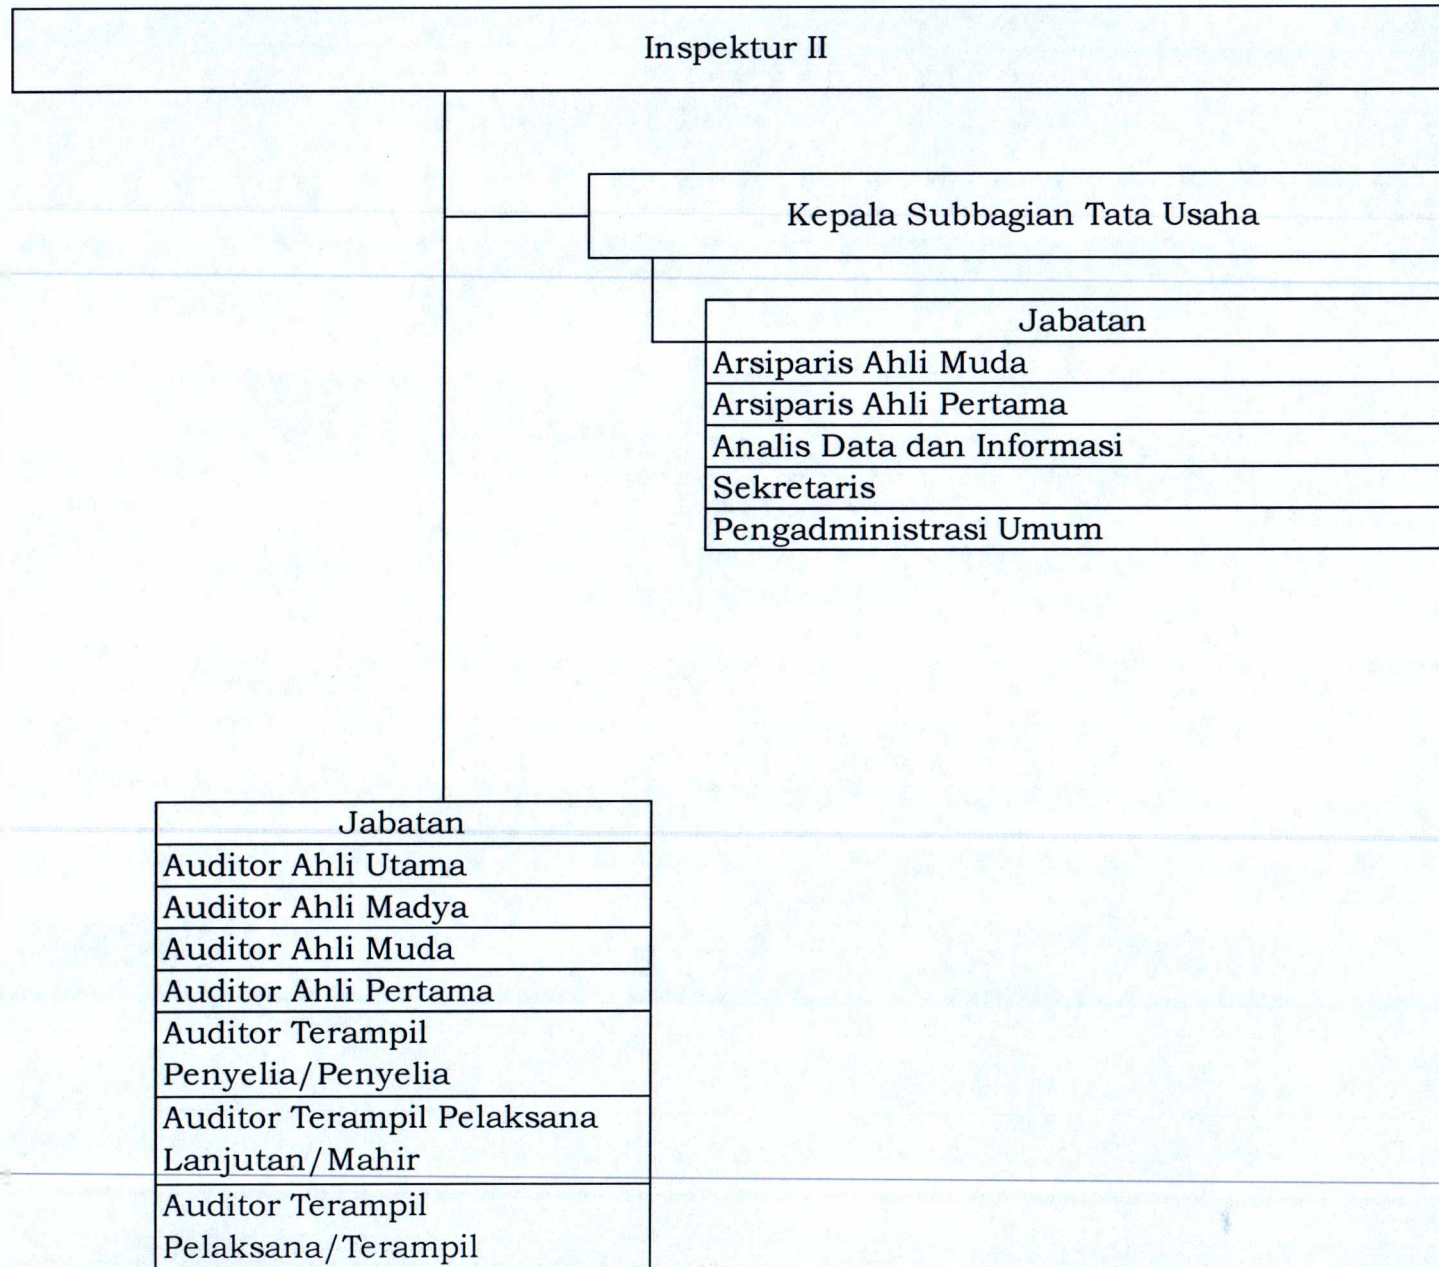 Inspektur II
Kepala Subbagian Tata Usaha
Jabatan
Arsiparis Ahli Muda
Arsiparis Ahli Pertama
Analis Data dan Informasi
Sekretaris
Pengadministrasi Umum
Jabatan
Auditor Ahli Utama
Auditor Ahli Madya
Auditor Ahli Muda
Auditor Ahli Pertama
Auditor Terampil
Penyelia/Penyelia
Auditor Terampil Pelaksana
Lanjutan/Mahir
Auditor Terampil
Pelaksana/Terampil